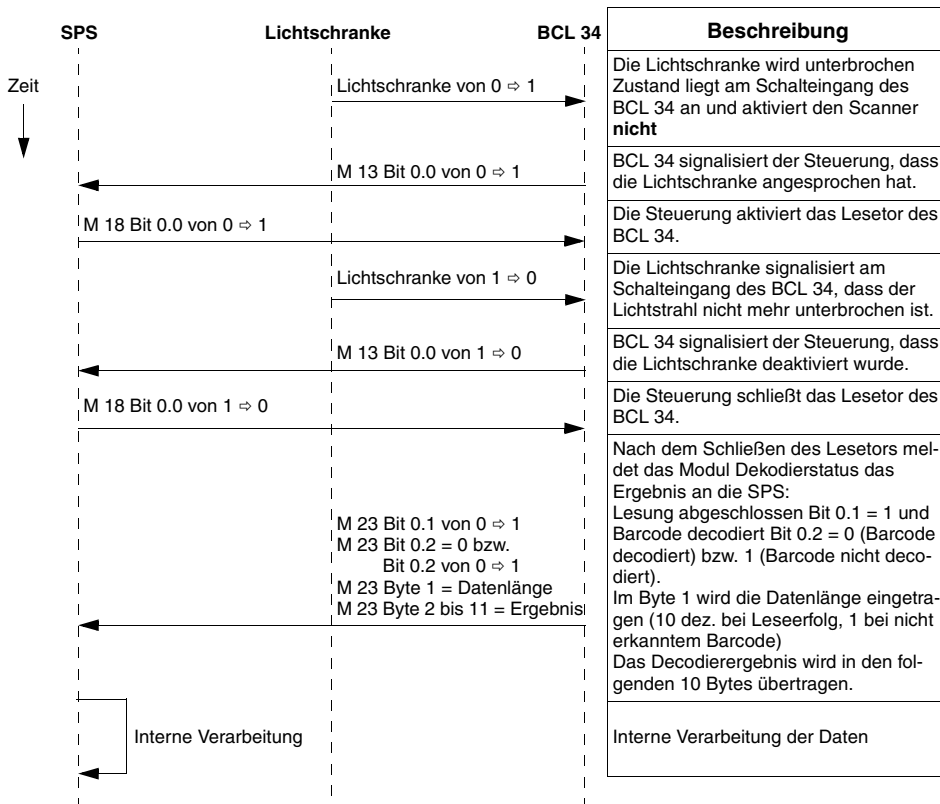 SPS Lichtschranke BCL 34 Beschreibung
Zeit
Lichtschranke von 0 ⇨ 1
Die Lichtschranke wird unterbrochen
Zustand liegt am Schalteingang des
BCL 34 an und aktiviert den Scanner
nicht
M 13 Bit 0.0 von 0 ⇨ 1
BCL 34 signalisiert der Steuerung, dass
die Lichtschranke angesprochen hat.
M 18 Bit 0.0 von 0 ⇨ 1
Die Steuerung aktiviert das Lesetor des
BCL 34.
Lichtschranke von 1 ⇨ 0
Die Lichtschranke signalisiert am
Schalteingang des BCL 34, dass der
Lichtstrahl nicht mehr unterbrochen ist.
M 13 Bit 0.0 von 1 ⇨ 0
BCL 34 signalisiert der Steuerung, dass
die Lichtschranke deaktiviert wurde.
M 18 Bit 0.0 von 1 ⇨ 0
Die Steuerung schließt das Lesetor des
BCL 34.
M 23 Bit 0.1 von 0 ⇨ 1
M 23 Bit 0.2 = 0 bzw.
Bit 0.2 von 0 ⇨ 1
M 23 Byte 1 = Datenlänge
M 23 Byte 2 bis 11 = Ergebnis
Nach dem Schließen des Lesetors mel-
det das Modul Dekodierstatus das
Ergebnis an die SPS:
Lesung abgeschlossen Bit 0.1 = 1 und
Barcode decodiert Bit 0.2 = 0 (Barcode
decodiert) bzw. 1 (Barcode nicht deco-
diert).
Im Byte 1 wird die Datenlänge eingetra-
gen (10 dez. bei Leseerfolg, 1 bei nicht
erkanntem Barcode)
Das Decodierergebnis wird in den fol-
genden 10 Bytes übertragen.
Interne Verarbeitung
Interne Verarbeitung der Daten